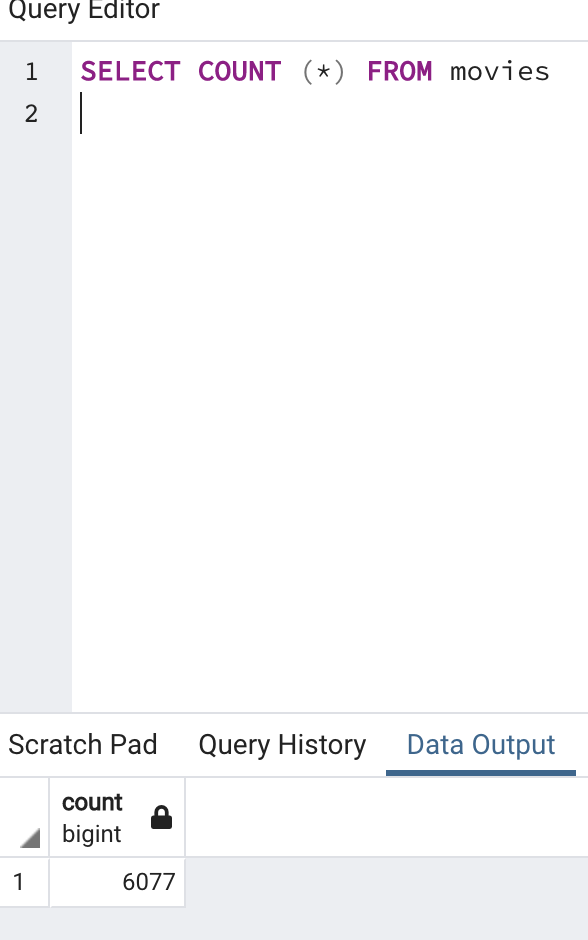 Query Editor
1 SELECT COUNT (*) FROM movies
2
Scratch Pad Query History Data Output
count
bigint
1 6077